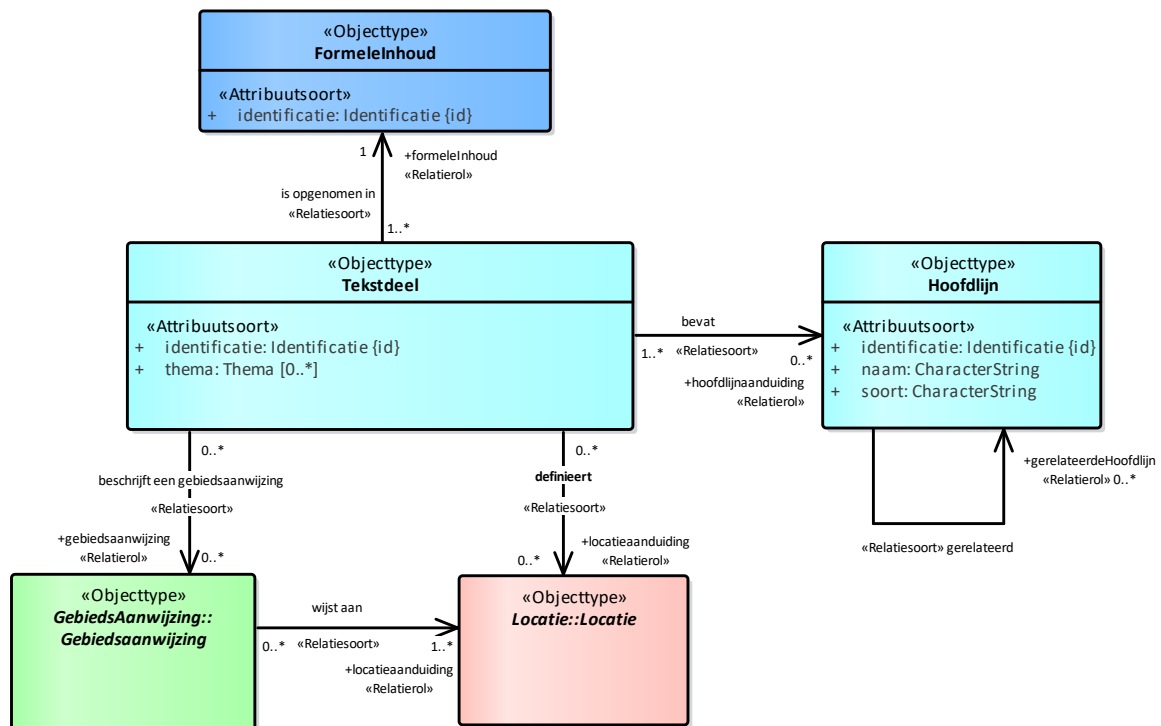 «Objecttype»
FormeleInhoud
«Attribuutsoort»
+ identificatie: Identificatie {id}
1
+formeleInhoud
«Relatierol»
is opgenomen in
«Relatiesoort»
1..*
«Objecttype»
Tekstdeel
«Attribuutsoort»
+ identificatie: Identificatie {id}
+ thema: Thema [0..*]
bevat
1..*
«Relatiesoort»
0..*
+hoofdlijnaanduiding
«Relatierol»
«Objecttype»
Hoofdlijn
«Attribuutsoort»
+ identificatie: Identificatie {id}
+ naam: CharacterString
+ soort: CharacterString
+gerelateerdeHoofdlijn
«Relatierol» 0..*
«Relatiesoort» gerelateerd
0..*
beschrijft een gebiedsaanwijzing
«Relatiesoort»
+gebiedsaanwijzing
«Relatierol»
0..*
0..*
definieert
«Relatiesoort»
+locatieaanduiding
0..*
«Relatierol»
«Objecttype»
GebiedsAanwijzing::
Gebiedsaanwijzing
wijst aan
0..*
«Relatiesoort»
1..*
+locatieaanduiding
«Relatierol»
«Objecttype»
Locatie::Locatie